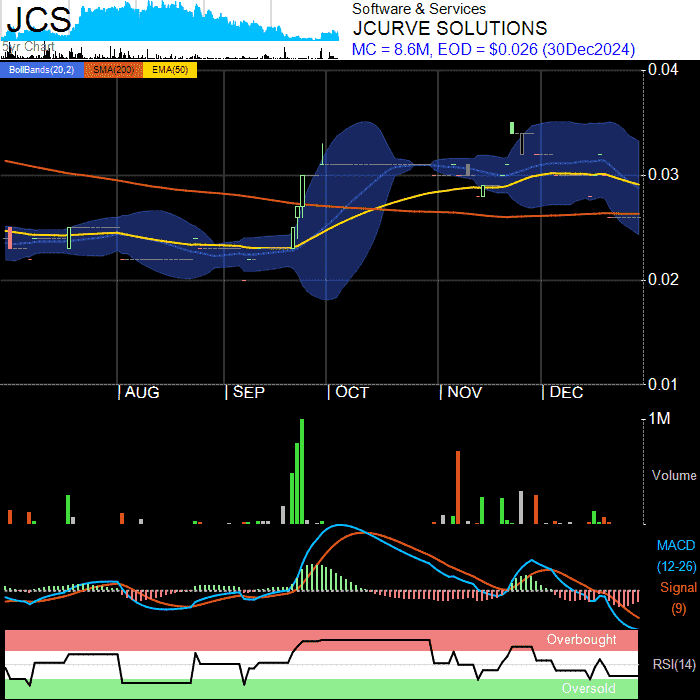 JCS
5yr Chart
Software & Services
JCURVE SOLUTIONS
MC = 8.6M, EOD = $0.026 (30Dec2024)
BollBands(20,2) SMA(200) EMA(50)
0.04
0.03
0.02
0.01
AUG SEP OCT NOV DEC
1M
Volume
MACD
(12-26)
Signal
(9)
Overbought
RSI(14)
Oversold